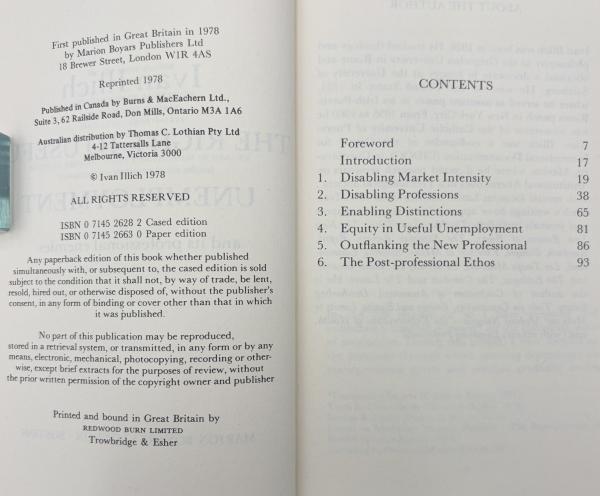 First published in Great Britain in 1978
by Marion Boyars Publishers Ltd
18 Brewer Street, London W1R 4AS
Reprinted 1978
Published in Canada by Burns & MacEachern Ltd.,
Suite 3, 62 Railside Road, Don Mills, Ontario M3A 1A6
Australian distribution by Thomas C. Lothian Pty Ltd
4-12 Tattersalls Lane
Melbourne, Victoria 3000
© Ivan Illich 1978
ALL RIGHTS RESERVED
ISBN 0 7145 2628 2 Cased edition
ISBN 0 7145 2663 0 Paper edition
Any paperback edition of this book whether published
simultaneously with, or subsequent to, the cased edition is sold
subject to the condition that it shall not, by way of trade, be lent,
resold, hired out, or otherwise disposed of, without the publisher's
consent, in any form of binding or cover other than that in which
it was published.
No part of this publication may be reproduced,
stored in a retrieval system, or transmitted, in any form or by any
means, electronic, mechanical, photocopying, recording or other-
wise, except brief extracts for the purposes of review, without
the prior written permission of the copyright owner and publisher
Printed and bound in Great Britain by
REDWOOD BURN LIMITED
Trowbridge & Esher
CONTENTS
Foreword 7
Introduction 17
1. Disabling Market Intensity 19
2. Disabling Professions 38
3. Enabling Distinctions 65
4. Equity in Useful Unemployment 81
5. Outflanking the New Professional 86
6. The Post-professional Ethos 93